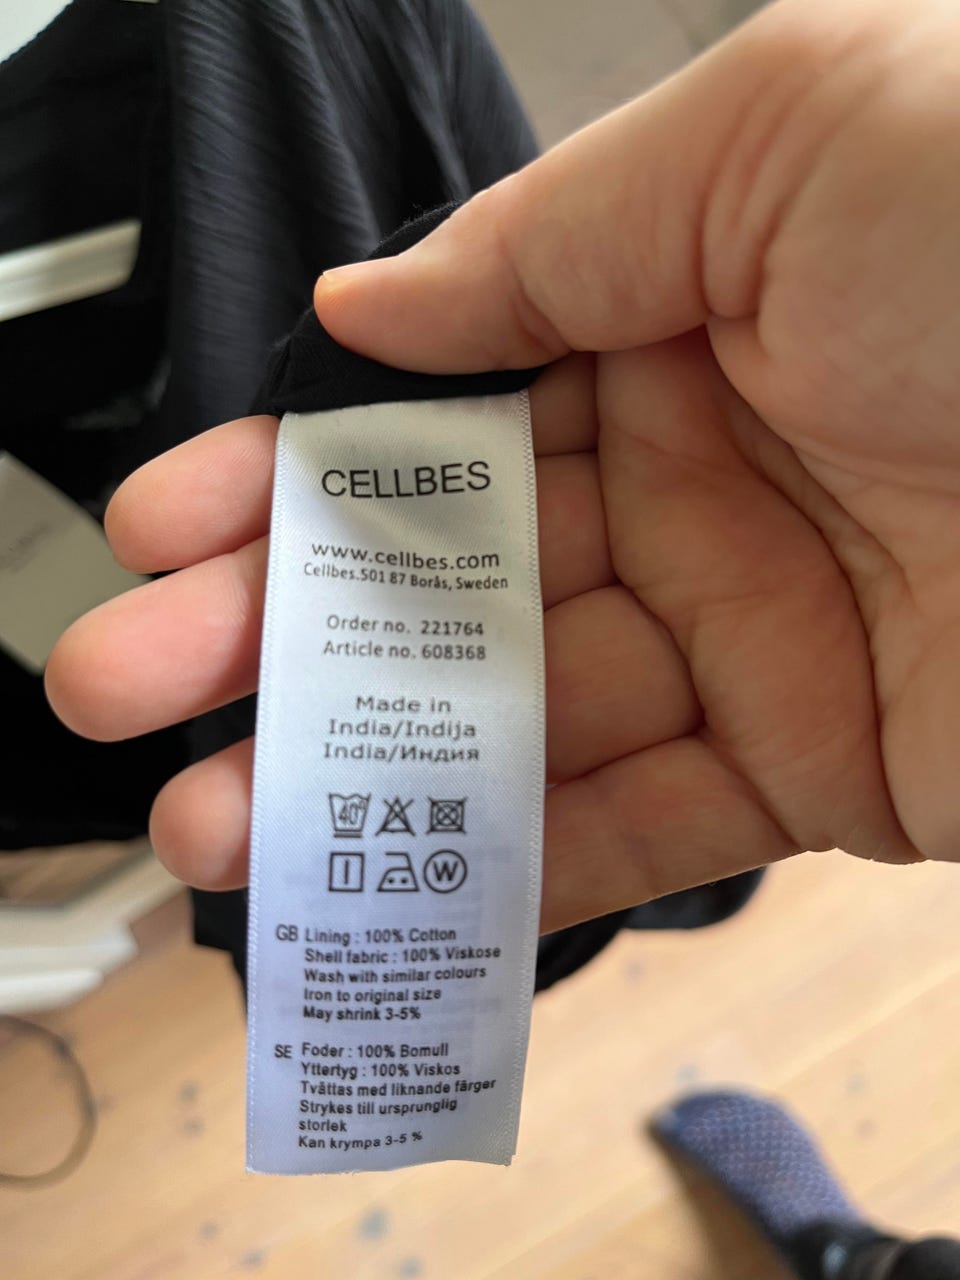 CELLBES
www.cellbes.com
Cellbes.501 87 Borås, Sweden
Order no. 221764
Article no. 608368
Made in
India/Indija
India/Индия
40°
W
GB Lining : 100% Cotton
Shell fabric : 100% Viskose
Wash with similar colours
Iron to original size
May shrink 3-5%
SE Foder : 100% Bomull
Yttertyg : 100% Viskos
Tvättas med liknande färger
Strykes till ursprunglig
storlek
Kan krympa 3-5 %